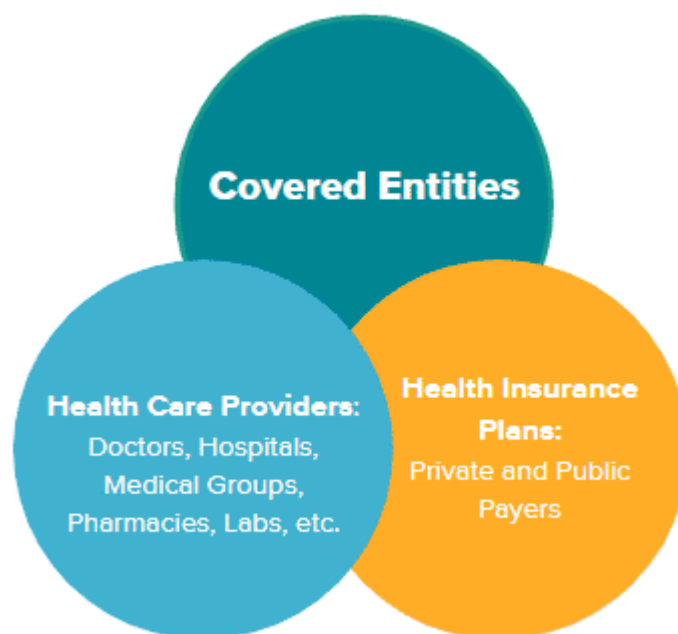 Covered Entities
Health Care Providers:
Doctors, Hospitals,
Medical Groups,
Pharmacies, Labs, etc.
Health Insurance
Plans:
Private and Public
Payers